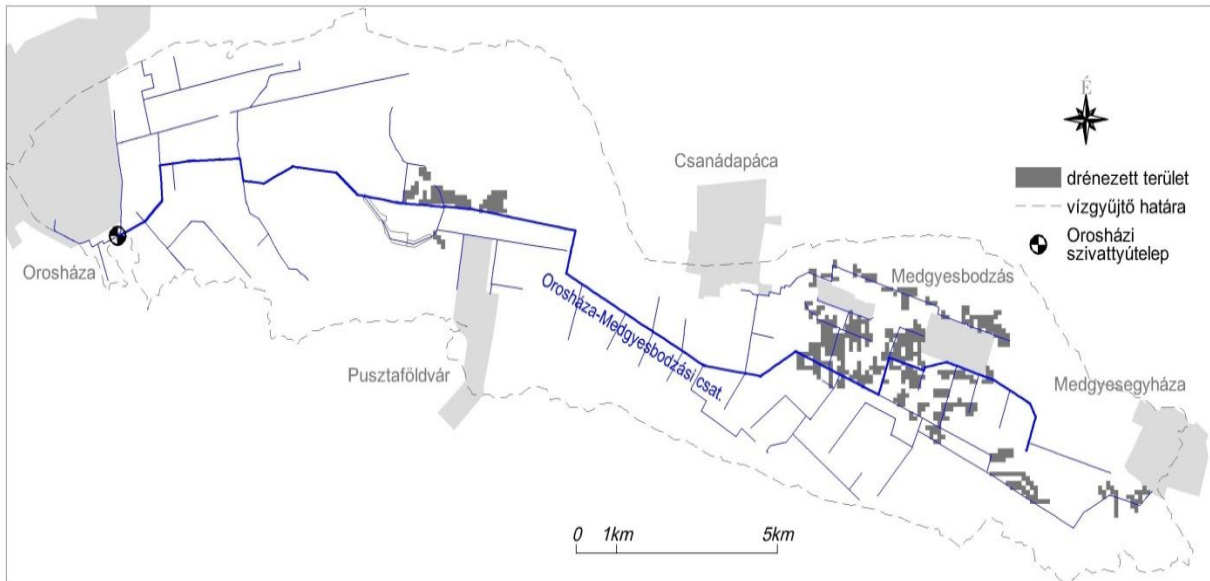 É
Csanádapáca
drénezett terület
vízgyűjtő határa
Orosházi
szivattyútelep
Orosháza
Medgyesbodzás
Orosháza-Medgyesbodzási csat.
Pusztaföldvár
Medgyesegyháza
0 1km 5km